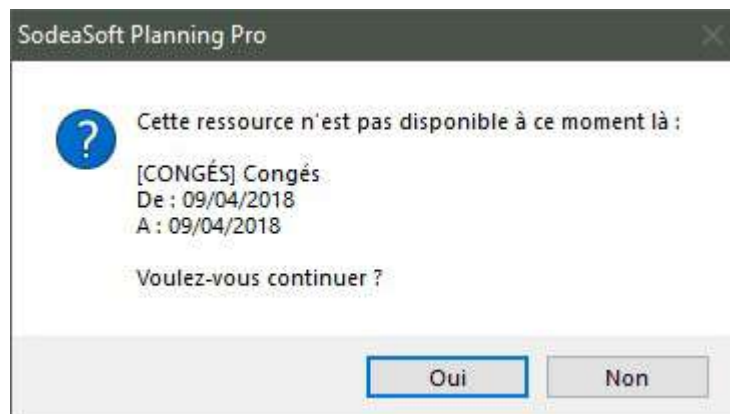 SodeaSoft Planning Pro
Cette ressource n'est pas disponible à ce moment là :
[CONGÉS] Congés
De : 09/04/2018
A : 09/04/2018
Voulez-vous continuer ?
Oui
Non